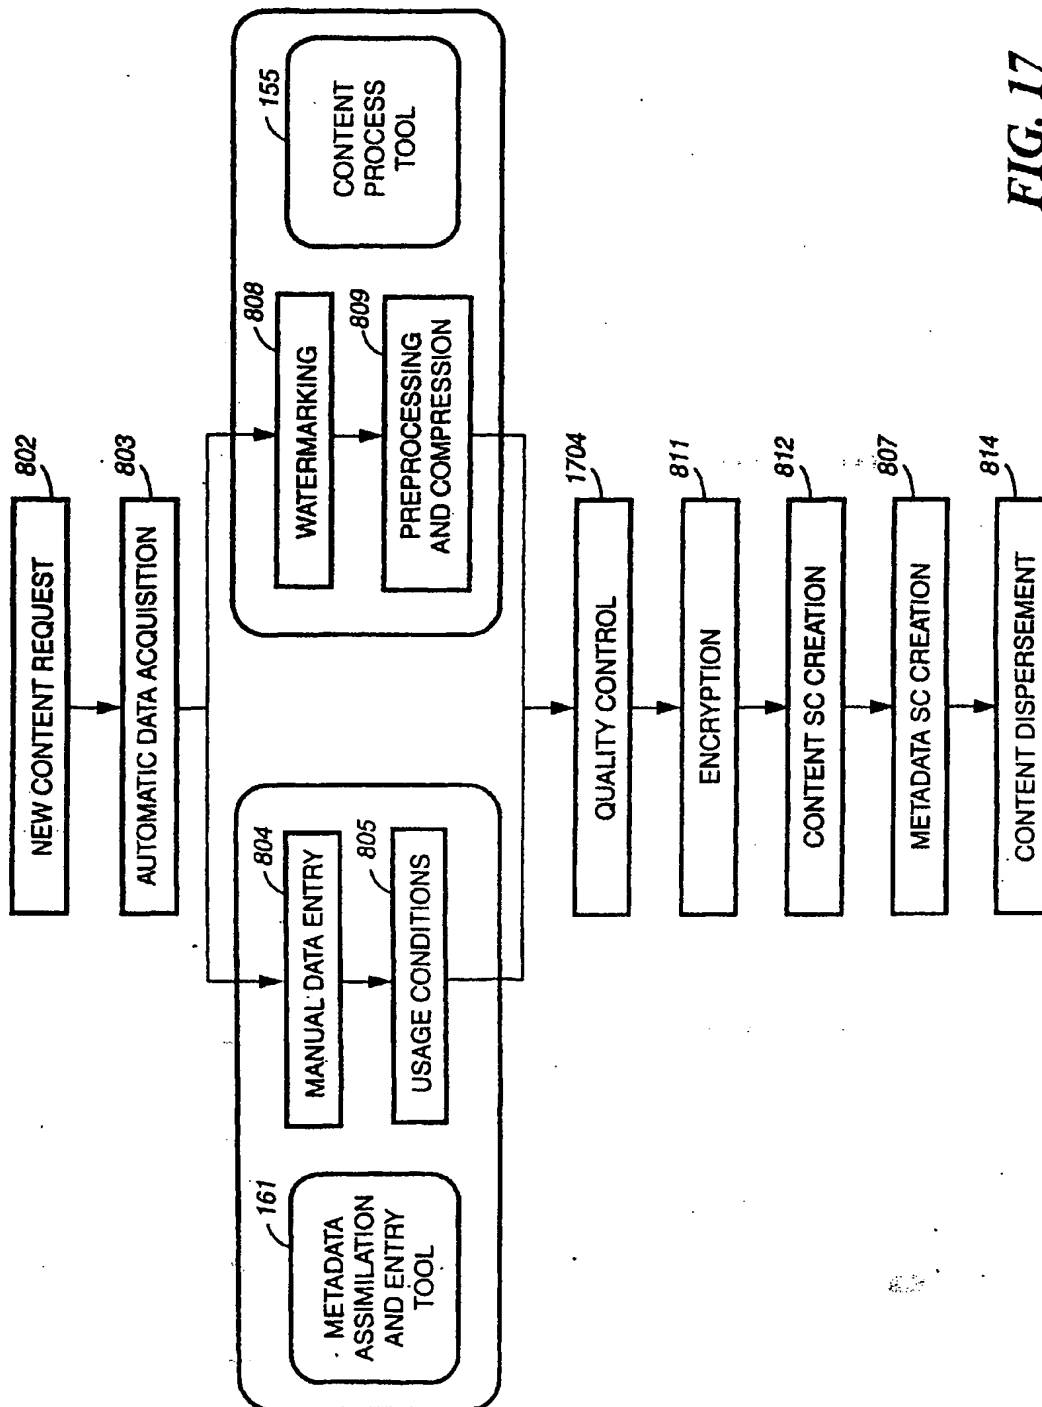 802
NEW CONTENT REQUEST
803
AUTOMATIC DATA ACQUISITION
161
METADATA
ASSIMILATION
AND ENTRY
TOOL
804
MANUAL DATA ENTRY
805
USAGE CONDITIONS
808
WATERMARKING
809
PREPROCESSING
AND COMPRESSION
155
CONTENT
PROCESS
TOOL
1704
QUALITY CONTROL
811
ENCRYPTION
812
CONTENT SC CREATION
807
METADATA SC CREATION
814
CONTENT DISPERSEMENT
FIG. 17